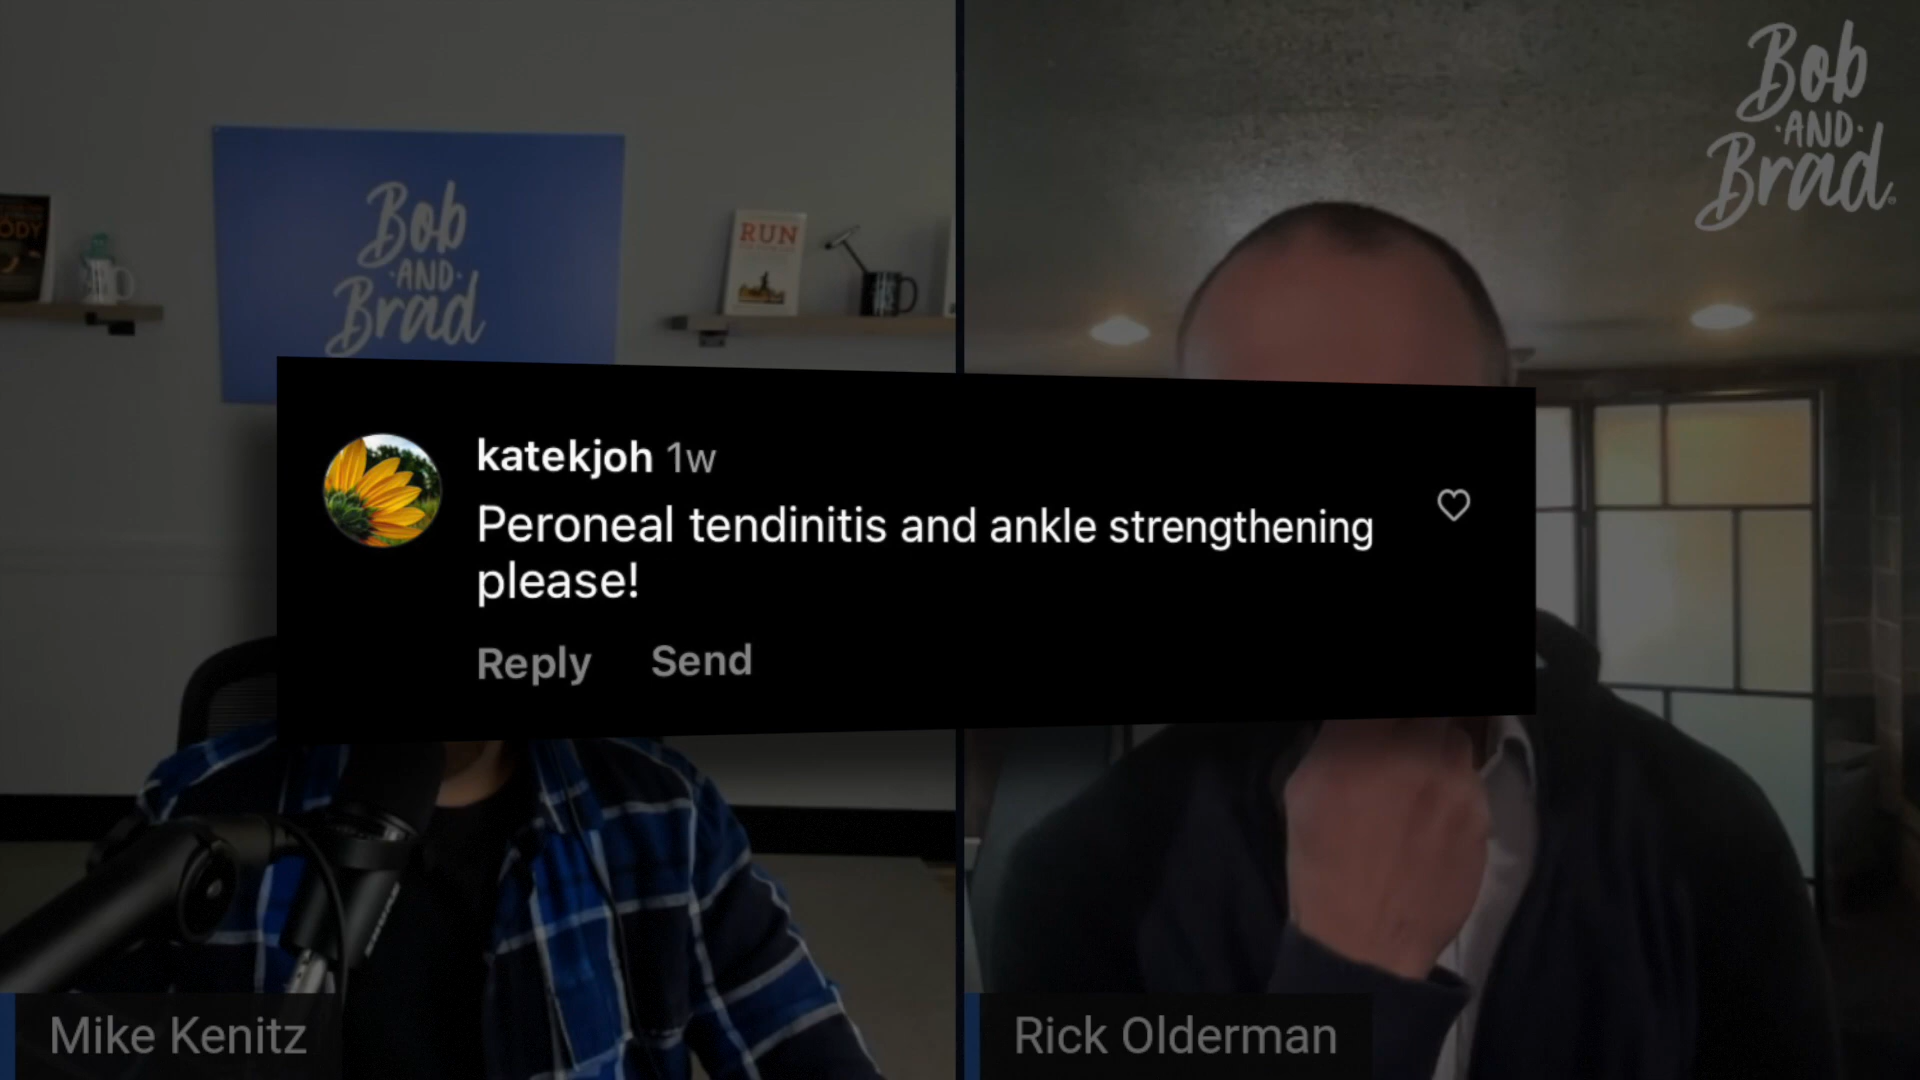 Bob
·AND·
Brad
ODY
Bob
·AND·
Brad
RUN
katekjoh 1w
Peroneal tendinitis and ankle strengthening
please!
Reply Send
Mike Kenitz
Rick Olderman